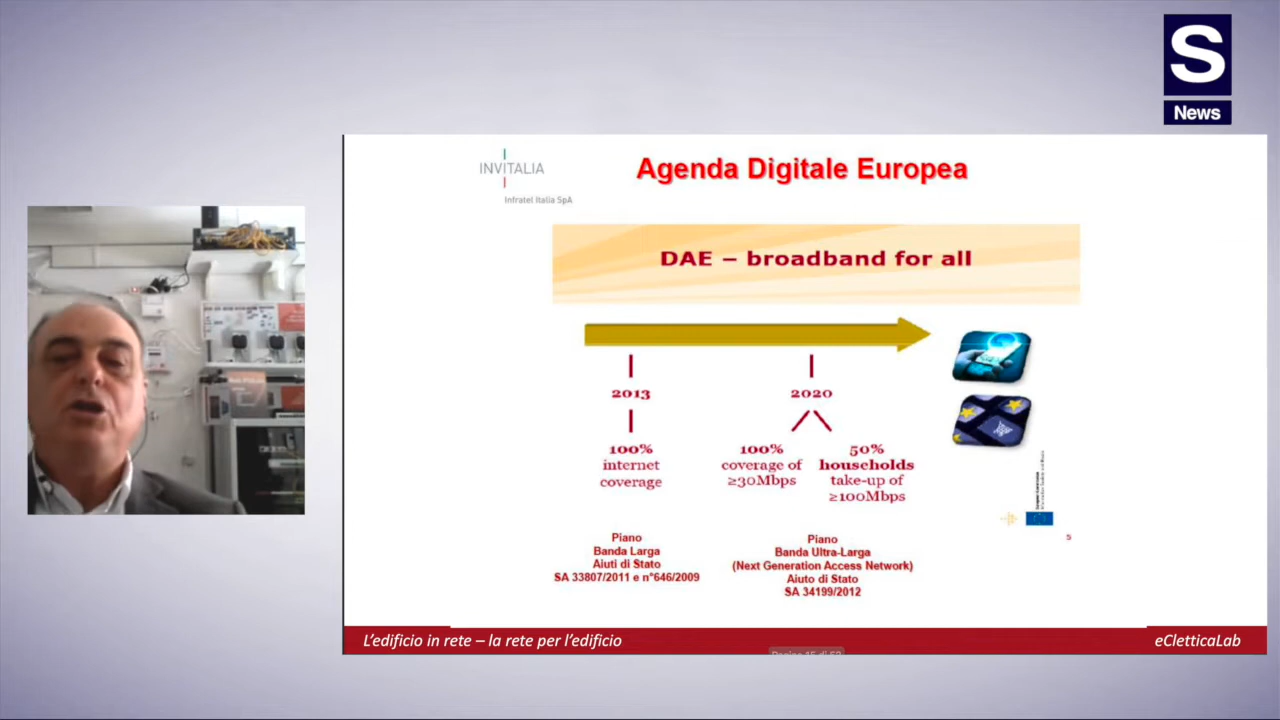 S
News
INVITALIA
Infratel Italia SpA
Agenda Digitale Europea
DAE – broadband for all
2013
2020
100%
internet
coverage
100%
coverage of
≥30Mbps
50%
households
take-up of
≥100Mbps
Piano
Banda Larga
Aiuti di Stato
SA 33807/2011 e n°646/2009
Piano
Banda Ultra-Larga
(Next Generation Access Network)
Aiuto di Stato
SA 34199/2012
5
L'edificio in rete – la rete per l'edificio
eCletticaLab